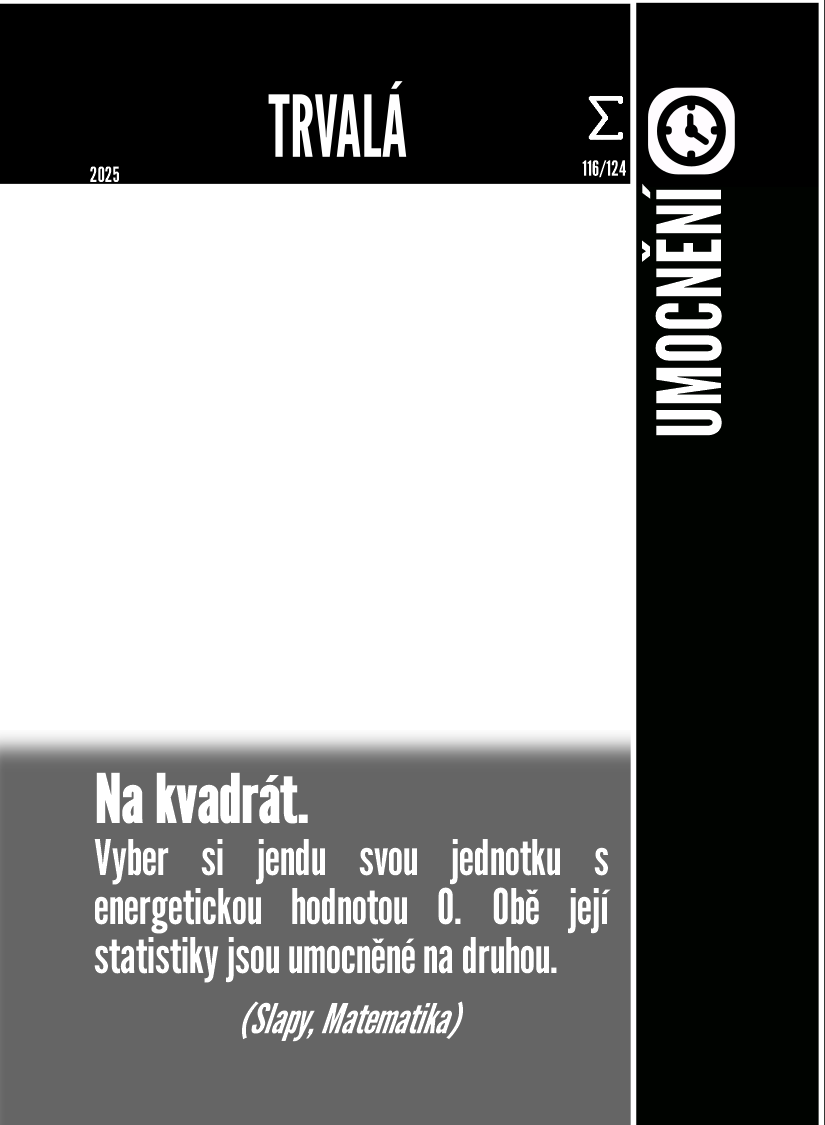 TRVALÁ
Σ
2025
116/124
UMOCNĚNÍ
Na kvadrát.
Vyber si jendu svou jednotku s
energetickou hodnotou 0. Obě její
statistiky jsou umocněné na druhou.
(Slapy, Matematika)